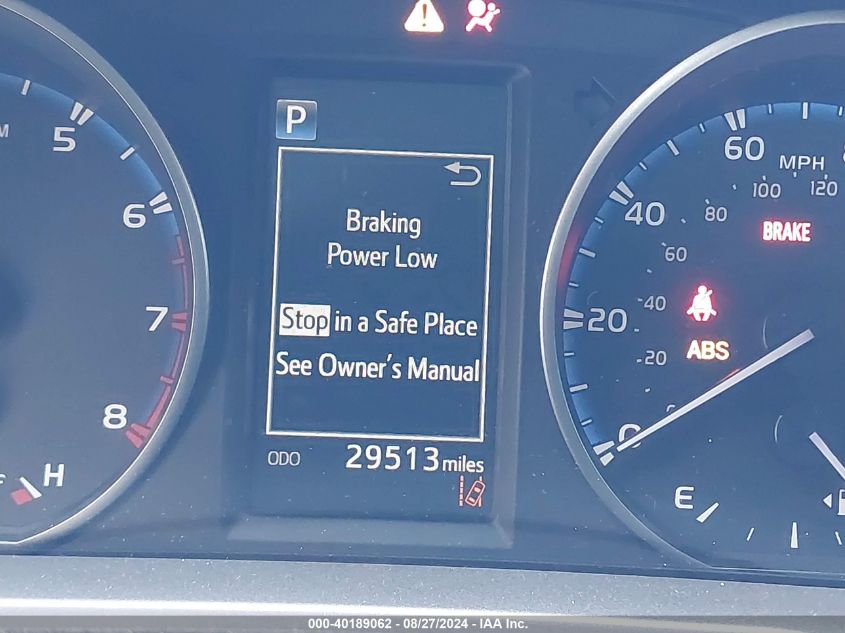 P
Braking
Power Low
Stop in a Safe Place
See Owner's Manual
ODO 29513 miles
5
6
7
8
H
60 MPH
100 120
40 80
BRAKE
60
40
20
ABS
20
0
E
000-40189062 - 08/27/2024 - IAA Inc.